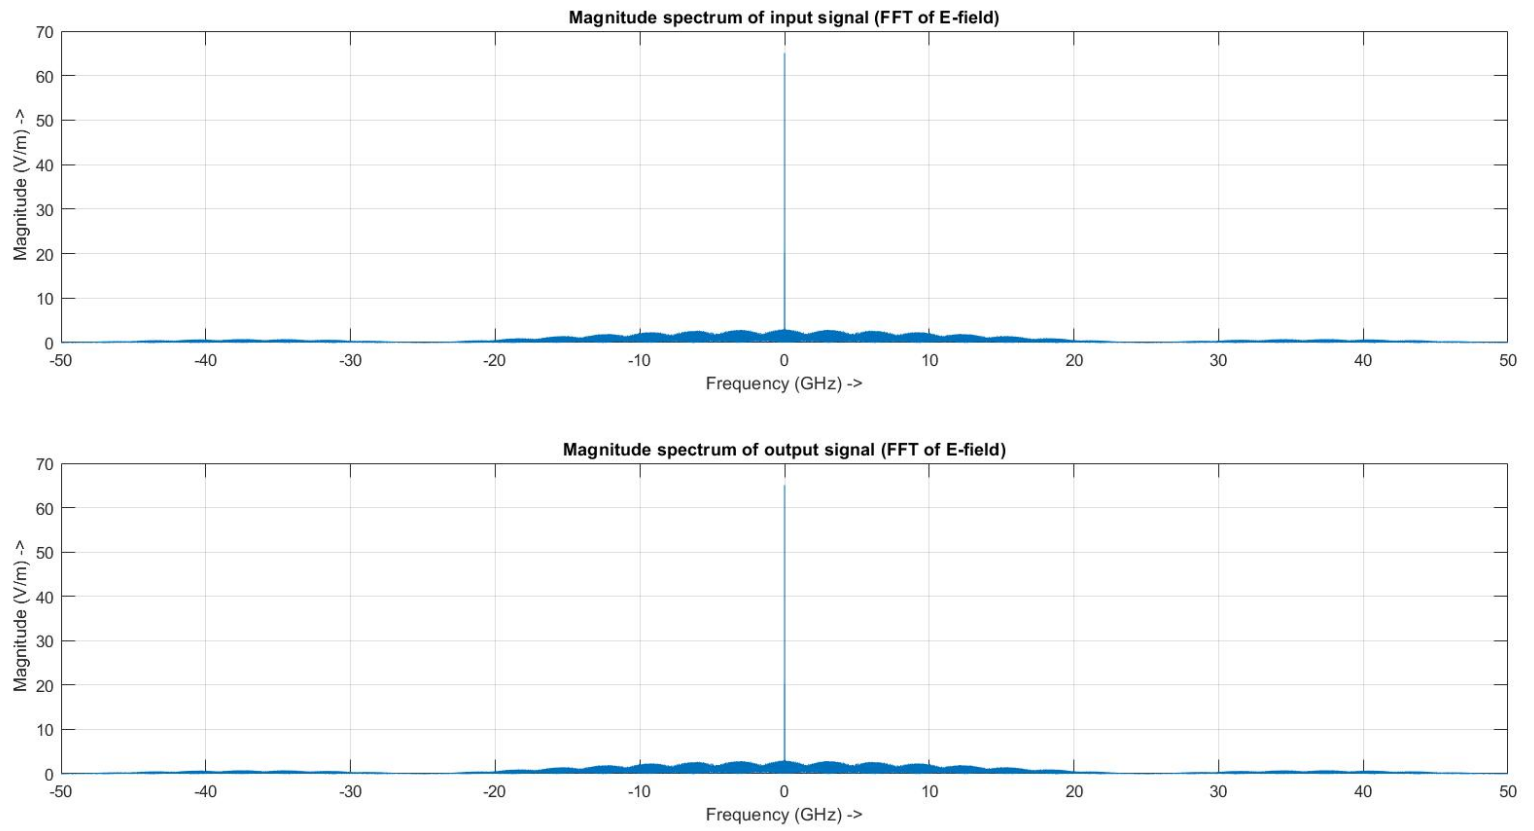 Magnitude spectrum of input signal (FFT of E-field)
70
60
50
40
30
20
10
0
Magnitude (V/m) ->
-50 -40 -30 -20 -10 0 10 20 30 40 50
Frequency (GHz) ->
Magnitude spectrum of output signal (FFT of E-field)
70
60
50
40
30
20
10
0
Magnitude (V/m) ->
-50 -40 -30 -20 -10 0 10 20 30 40 50
Frequency (GHz) ->